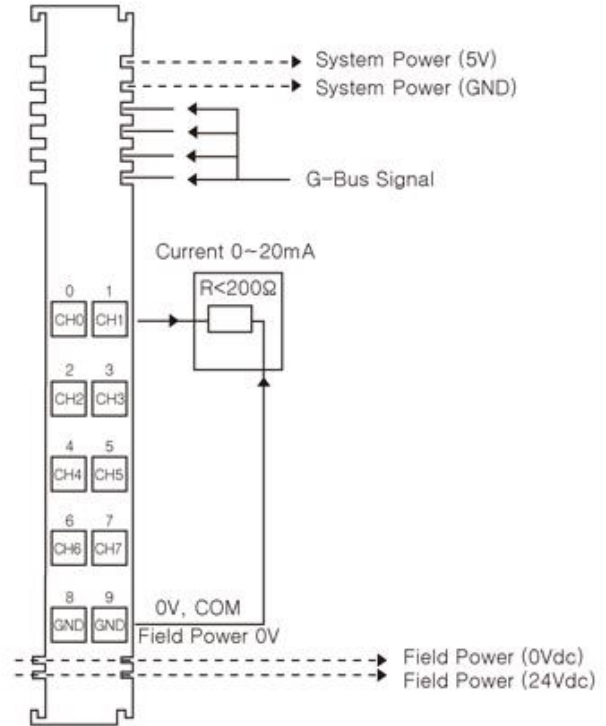 System Power (5V)
System Power (GND)
G-Bus Signal
Current 0~20mA
R<200Ω
0 1
CH0 CH1
2 3
CH2 CH3
4 5
CH4 CH5
6 7
CH6 CH7
8 9
GND GND
0V, COM
Field Power 0V
Field Power (0Vdc)
Field Power (24Vdc)